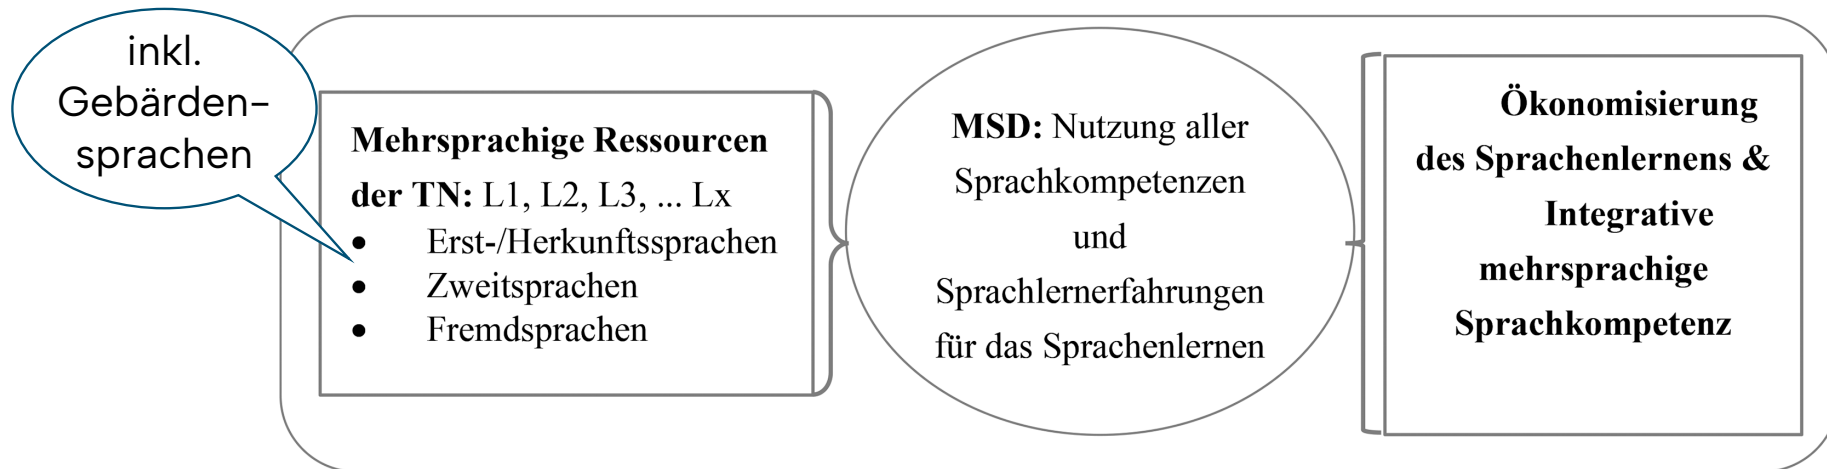 inkl.
Gebärden-
sprachen
Mehrsprachige Ressourcen
der TN: L1, L2, L3, ... Lx
• Erst-/Herkunftssprachen
• Zweitsprachen
• Fremdsprachen
MSD: Nutzung aller
Sprachkompetenzen
und
Sprachlernerfahrungen
für das Sprachenlernen
Ökonomisierung
des Sprachenlernens &
Integrative
mehrsprachige
Sprachkompetenz